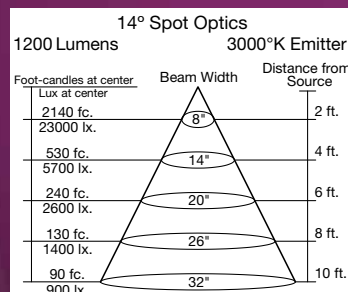 14º Spot Optics
1200 Lumens 3000°K Emitter
Foot-candles at center
Lux at center
Beam Width
Distance from
Source
2140 fc.
23000 lx.
8"
2 ft.
530 fc.
5700 lx.
14"
4 ft.
240 fc.
2600 lx.
20"
6 ft.
130 fc.
1400 lx.
26"
8 ft.
90 fc.
900 lx.
32"
10 ft.